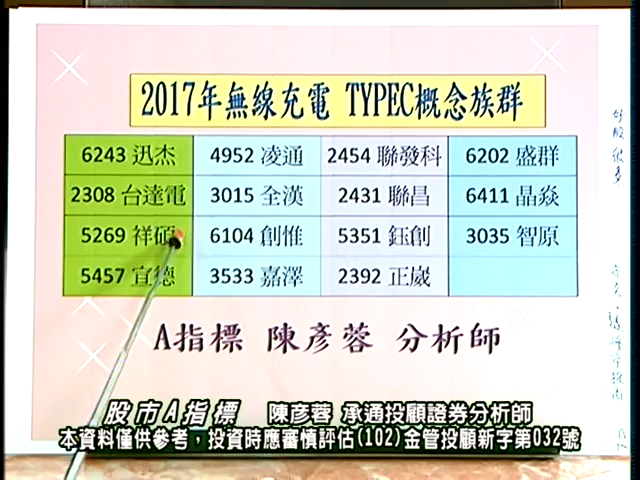 2017年無線充電 TYPEC概念族群
6243 迅杰 4952 凌通 2454 聯發科 6202 盛群
2308 台達電 3015 全漢 2431 聯昌 6411 晶焱
5269 祥碩 6104 創惟 5351 鈺創 3035 智原
5457 宣德 3533 嘉澤 2392 正崴
A指標 陳彥蓉 分析師
股市A指標 陳彥蓉 承通投顧證券分析師
本資料僅供參考，投資時應審慎評估(102)金管投顧新字第032號